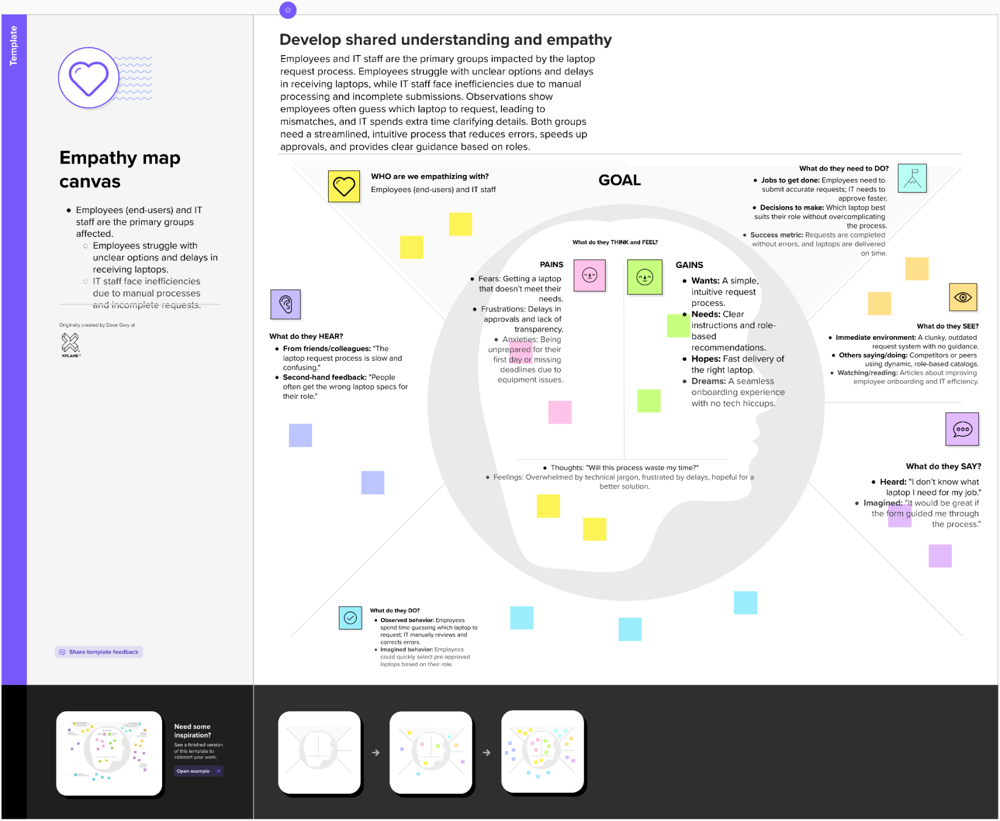 Template
Empathy map
canvas
● Employees (end-users) and IT
staff are the primary groups
affected.
○ Employees struggle with
unclear options and delays in
receiving laptops.
○ IT staff face inefficiencies
due to manual processes
and incomplete requests.
Originally created by Dave Gray at
XPLANE®
Share template feedback
Develop shared understanding and empathy
Employees and IT staff are the primary groups impacted by the laptop
request process. Employees struggle with unclear options and delays
in receiving laptops, while IT staff face inefficiencies due to manual
processing and incomplete submissions. Observations show
employees often guess which laptop to request, leading to
mismatches, and IT spends extra time clarifying details. Both groups
need a streamlined, intuitive process that reduces errors, speeds up
approvals, and provides clear guidance based on roles.
WHO are we empathizing with?
Employees (end-users) and IT staff
GOAL
What do they need to DO?
● Jobs to get done: Employees need to
submit accurate requests; IT needs to
approve faster.
● Decisions to make: Which laptop best
suits their role without overcomplicating
the process.
● Success metric: Requests are completed
without errors, and laptops are delivered
on time.
What do they THINK and FEEL?
PAINS
● Fears: Getting a laptop
that doesn't meet their
needs.
● Frustrations: Delays in
approvals and lack of
transparency.
● Anxieties: Being
unprepared for their
first day or missing
deadlines due to
equipment issues.
GAINS
● Wants: A simple,
intuitive request
process.
● Needs: Clear
instructions and role-
based
recommendations.
● Hopes: Fast delivery of
the right laptop.
● Dreams: A seamless
onboarding experience
with no tech hiccups.
● Thoughts: "Will this process waste my time?"
● Feelings: Overwhelmed by technical jargon, frustrated by delays, hopeful for a
better solution.
What do they HEAR?
● From friends/colleagues: "The
laptop request process is slow and
confusing."
● Second-hand feedback: "People
often get the wrong laptop specs for
their role."
What do they SEE?
● Immediate environment: A clunky, outdated
request system with no guidance.
● Others saying/doing: Competitors or peers
using dynamic, role-based catalogs.
● Watching/reading: Articles about improving
employee onboarding and IT efficiency.
What do they SAY?
● Heard: "I don't know what
laptop I need for my job."
● Imagined: "It would be great if
the form guided me through
the process."
What do they DO?
● Observed behavior: Employees
spend time guessing which laptop to
request; IT manually reviews and
corrects errors.
● Imagined behavior: Employees
could quickly select pre-approved
laptops based on their role.
Need some
inspiration?
See a finished version
of this template to
kickstart your work.
Open example